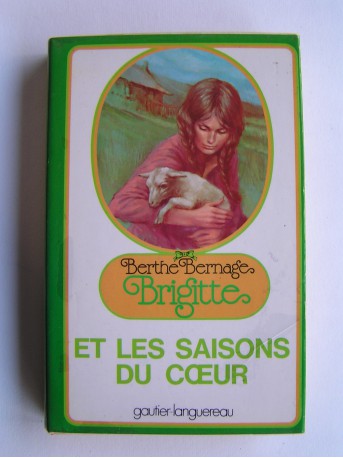 Berthe Bernage
Brigitte
ET LES SAISONS
DU CŒUR
gautier-languereau